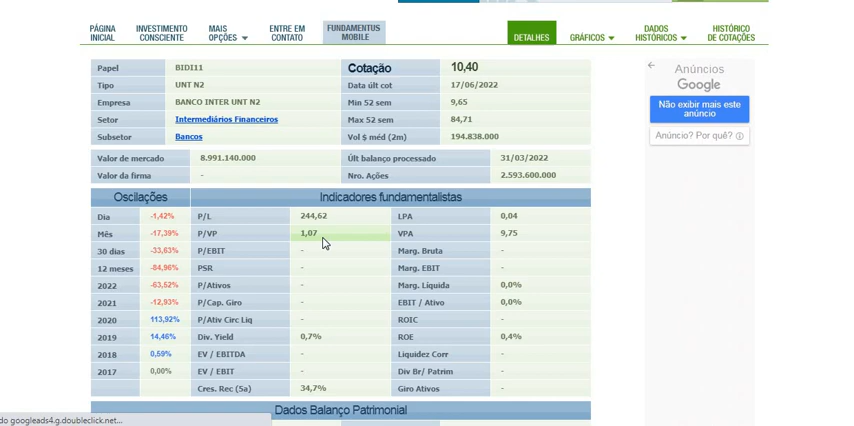 PÁGINA INICIAL
INVESTIMENTO CONSCIENTE
MAIS OPÇÕES
ENTRE EM CONTATO
FUNDAMENTUS MOBILE
DETALHES
GRÁFICOS
DADOS HISTÓRICOS
HISTÓRICO DE COTAÇÕES
Papel BIDI11 Cotação 10,40
Tipo UNT N2 Data últ cot 17/06/2022
Empresa BANCO INTER UNT N2 Min 52 sem 9,65
Setor Intermediários Financeiros Max 52 sem 84,71
Subsetor Bancos Vol $ méd (2m) 194.838.000
Valor de mercado 8.991.140.000 Últ balanço processado 31/03/2022
Valor da firma - Nro. Ações 2.593.600.000
Oscilações Indicadores fundamentalistas
Dia -1,42% P/L 244,62 LPA 0,04
Mês -17,39% P/VP 1,07 VPA 9,75
30 dias -33,63% P/EBIT - Marg. Bruta -
12 meses -84,96% PSR - Marg. EBIT -
2022 -63,52% P/Ativos - Marg. Líquida 0,0%
2021 -12,93% P/Cap. Giro - EBIT / Ativo 0,0%
2020 113,92% P/Ativ Circ Liq - ROIC -
2019 14,46% Div. Yield 0,7% ROE 0,4%
2018 0,59% EV / EBITDA - Liquidez Corr -
2017 0,00% EV / EBIT - Div Br/ Patrim -
Cres. Rec (5a) 34,7% Giro Ativos -
Dados Balanço Patrimonial
Anúncios
Google
Não exibir mais este
anúncio
Anúncio? Por quê?
do googleads4.g.doubleclick.net...